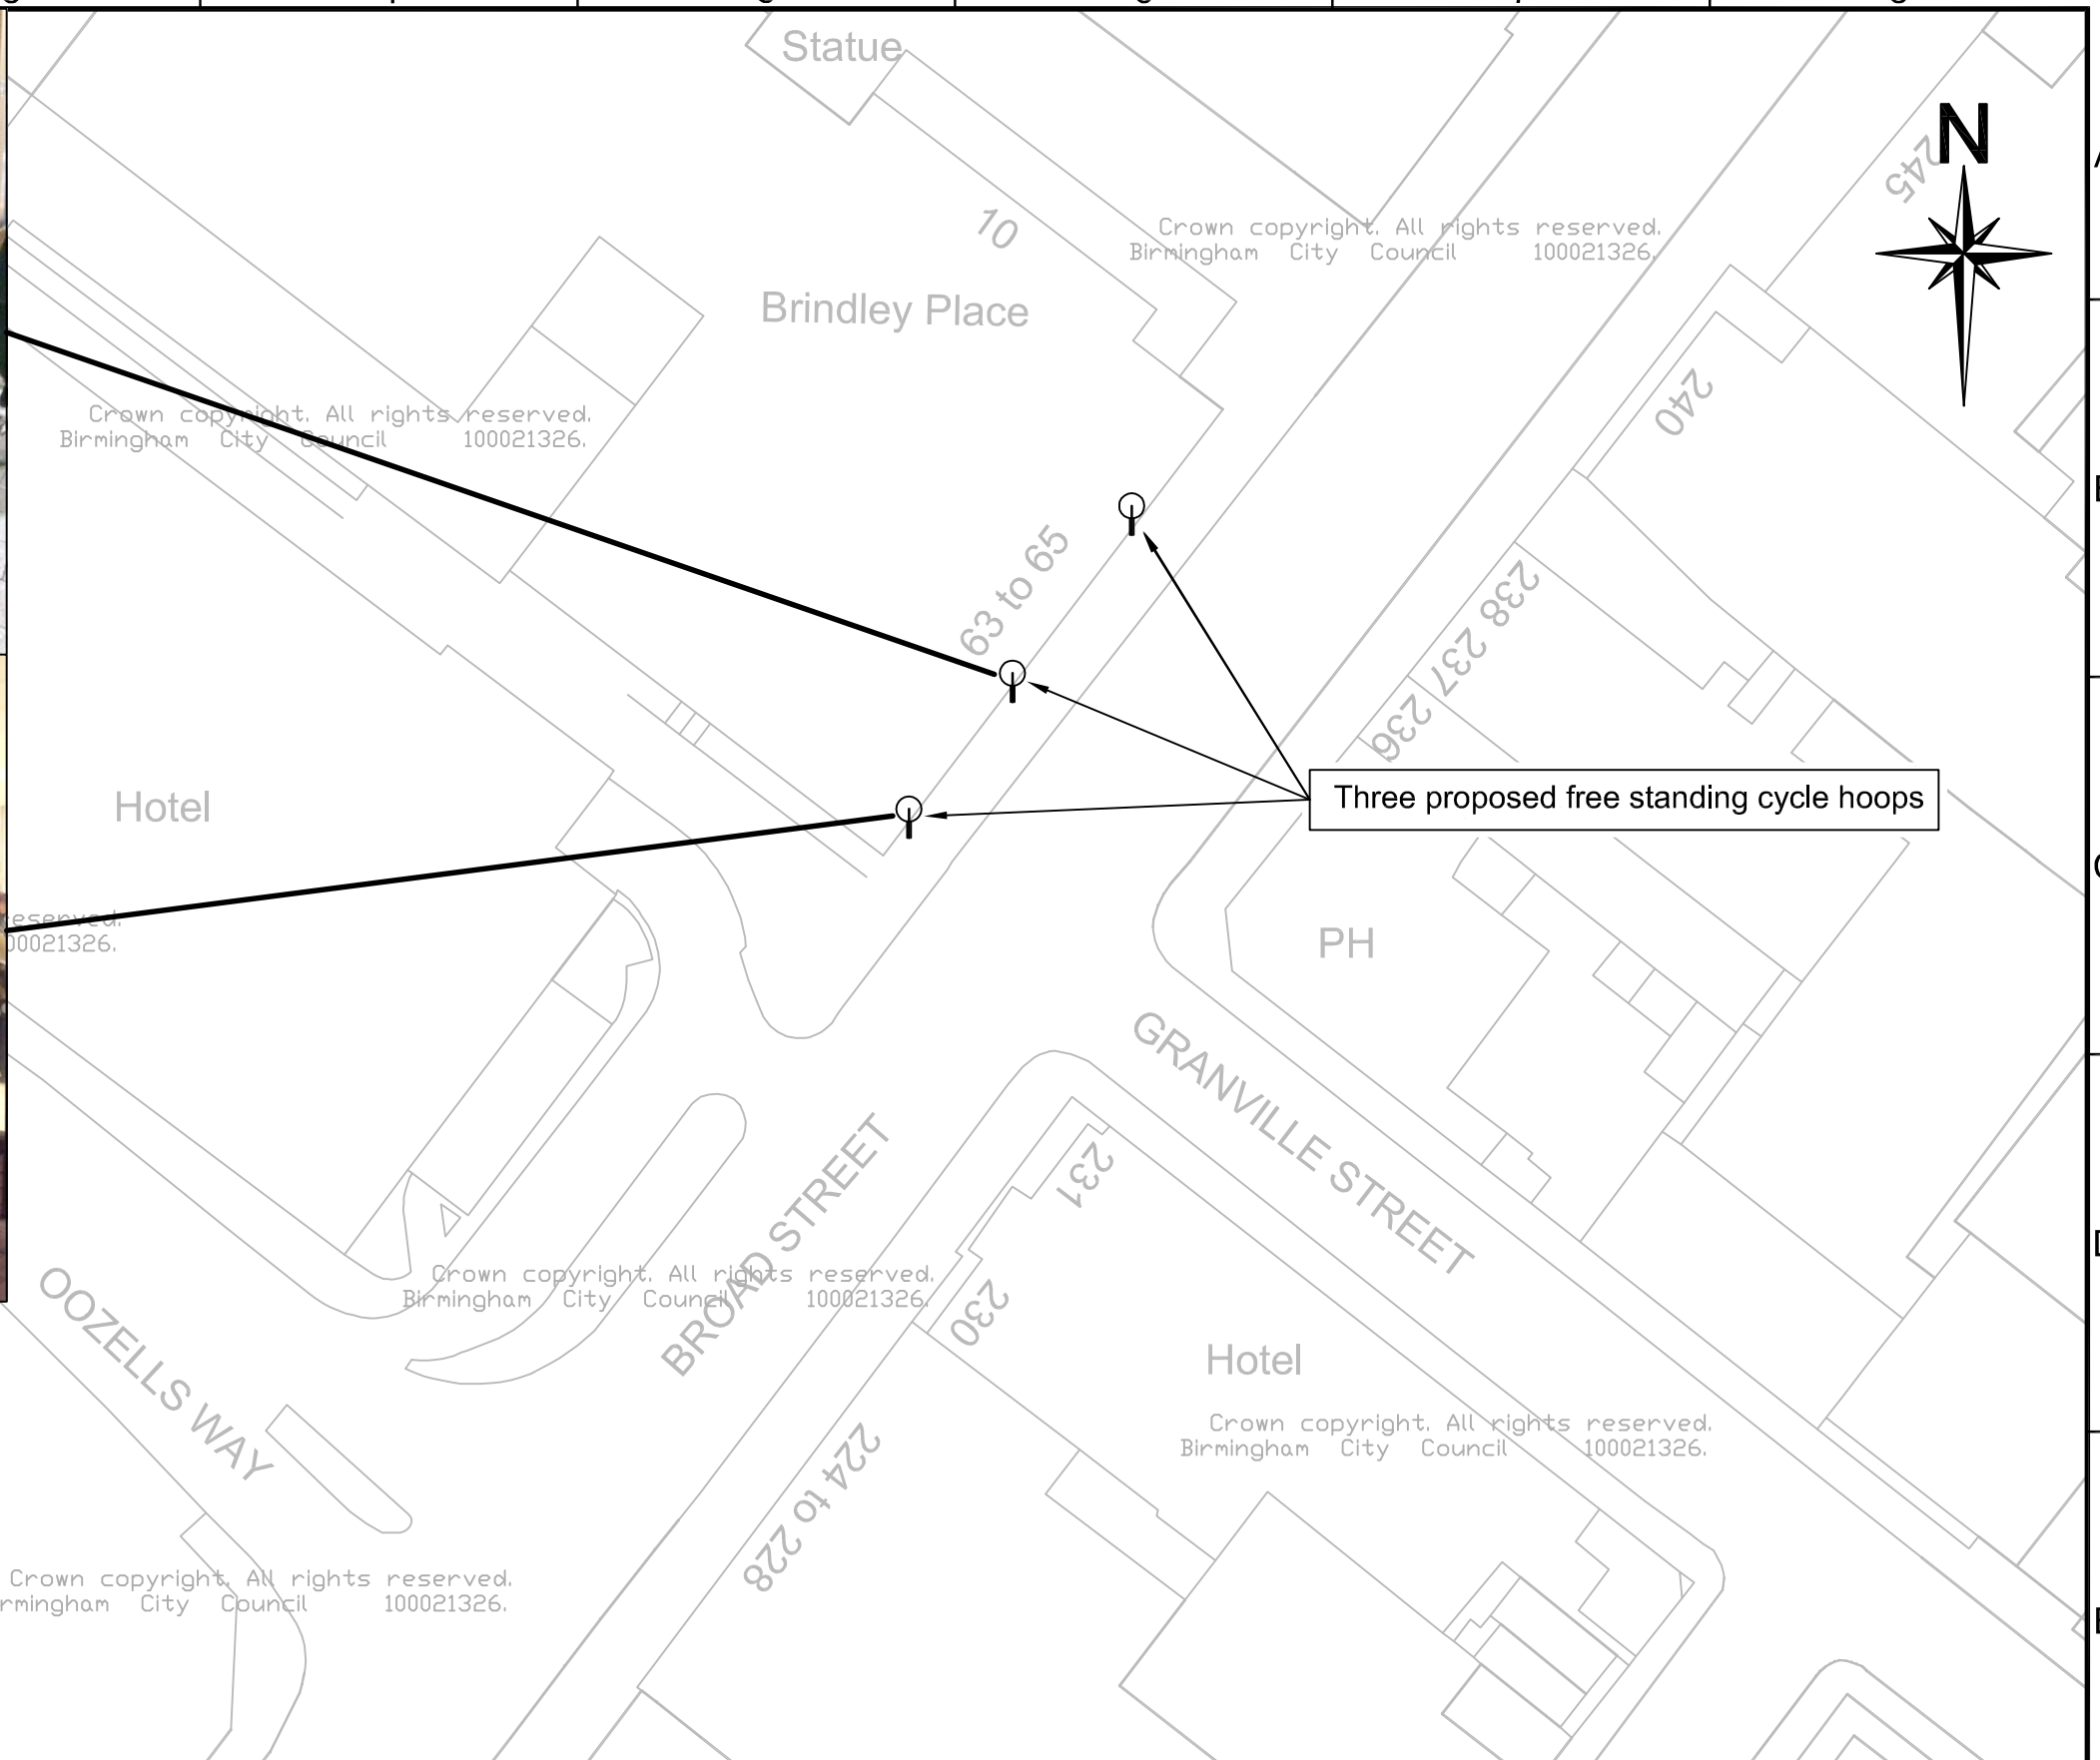 Statue
N
245
10
Crown copyright. All rights reserved.
Birmingham City Council 100021326.
Brindley Place
240
Crown copyright. All rights reserved.
Birmingham City Council 100021326.
63 to 65
238
237
236
Three proposed free standing cycle hoops
Hotel
reserved.
PH
GRANVILLE STREET
231
BROAD STREET
Crown copyright. All rights reserved.
Birmingham City Council 100021326.
230
OOZELLS WAY
Hotel
Crown copyright. All rights reserved.
Birmingham City Council 100021326.
224 to 228
Crown copyright. All rights reserved.
City Council 100021326.